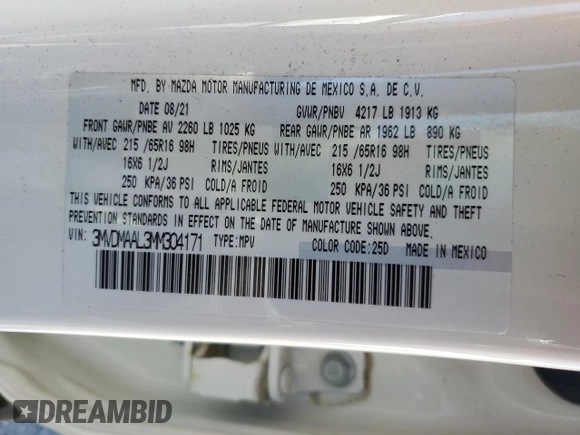 MFD. BY MAZDA MOTOR MANUFACTURING DE MEXICO S.A. DE C.V.
DATE 08/21 GVWR/PNBV 4217 LB 1913 KG
FRONT GAWR/PNBE AV 2260 LB 1025 KG REAR GAWR/PNBE AR 1962 LB 890 KG
WITH/AVEC 215 /65R16 98H TIRES/PNEUS WITH/AVEC 215 /65R16 98H TIRES/PNEUS
16X6 1/2J RIMS/JANTES 16X6 1/2J RIMS/JANTES
250 KPA/36 PSI COLD/A FROID 250 KPA/36 PSI COLD/A FROID
THIS VEHICLE CONFORMS TO ALL APPLICABLE FEDERAL MOTOR VEHICLE SAFETY AND THEFT
PREVENTION STANDARDS IN EFFECT ON THE DATE OF MANUFACTURE SHOWN ABOVE.
VIN: 3MVDMAAL3MM304171 TYPE:MPV COLOR CODE:25D MADE IN MEXICO
DREAMBID